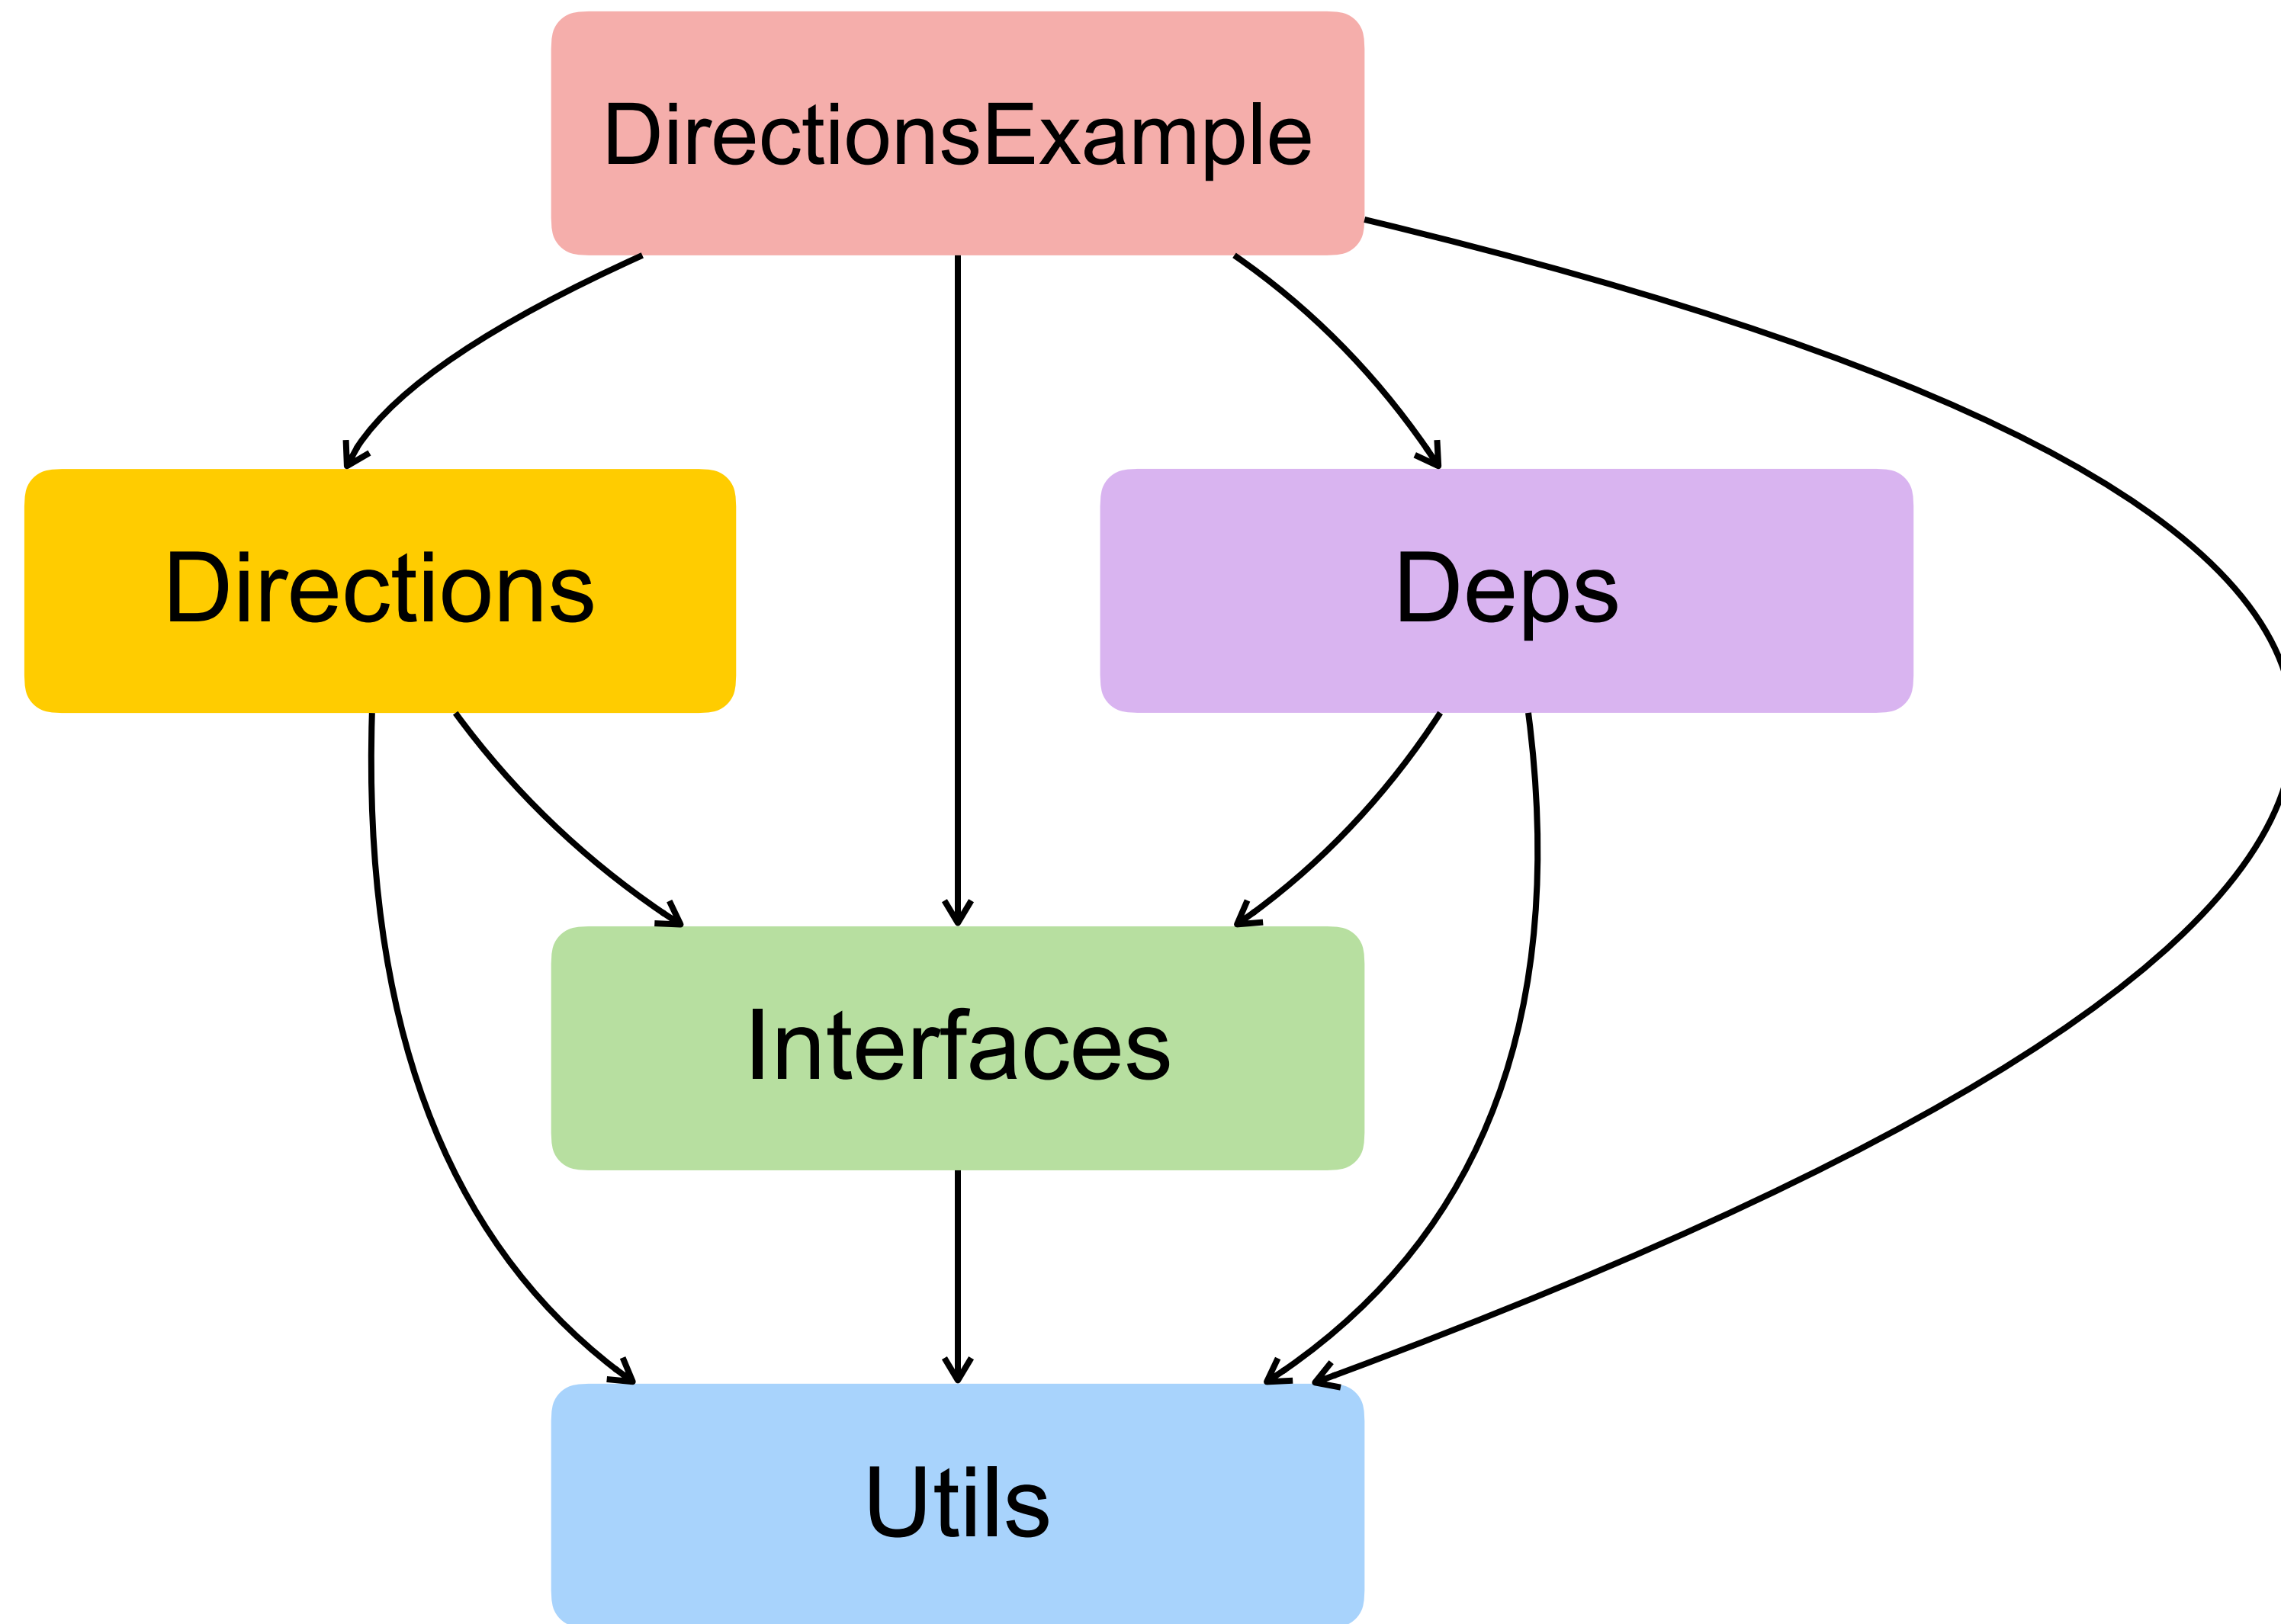 DirectionsExample
Directions
Deps
Interfaces
Utils